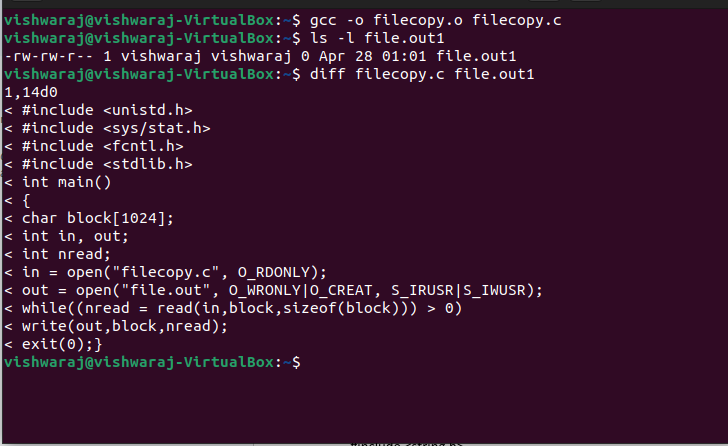 vishwaraj@vishwaraj-VirtualBox:~$ gcc -o filecopy.o filecopy.c
vishwaraj@vishwaraj-VirtualBox:~$ ls -l file.out1
-rw-rw-r-- 1 vishwaraj vishwaraj 0 Apr 28 01:01 file.out1
vishwaraj@vishwaraj-VirtualBox:~$ diff filecopy.c file.out1
1,14d0
< #include <unistd.h>
< #include <sys/stat.h>
< #include <fcntl.h>
< #include <stdlib.h>
< int main()
< {
< char block[1024];
< int in, out;
< int nread;
< in = open("filecopy.c", O_RDONLY);
< out = open("file.out", O_WRONLY|O_CREAT, S_IRUSR|S_IWUSR);
< while((nread = read(in,block,sizeof(block))) > 0)
< write(out,block,nread);
< exit(0);}
vishwaraj@vishwaraj-VirtualBox:~$
#include <string.h>